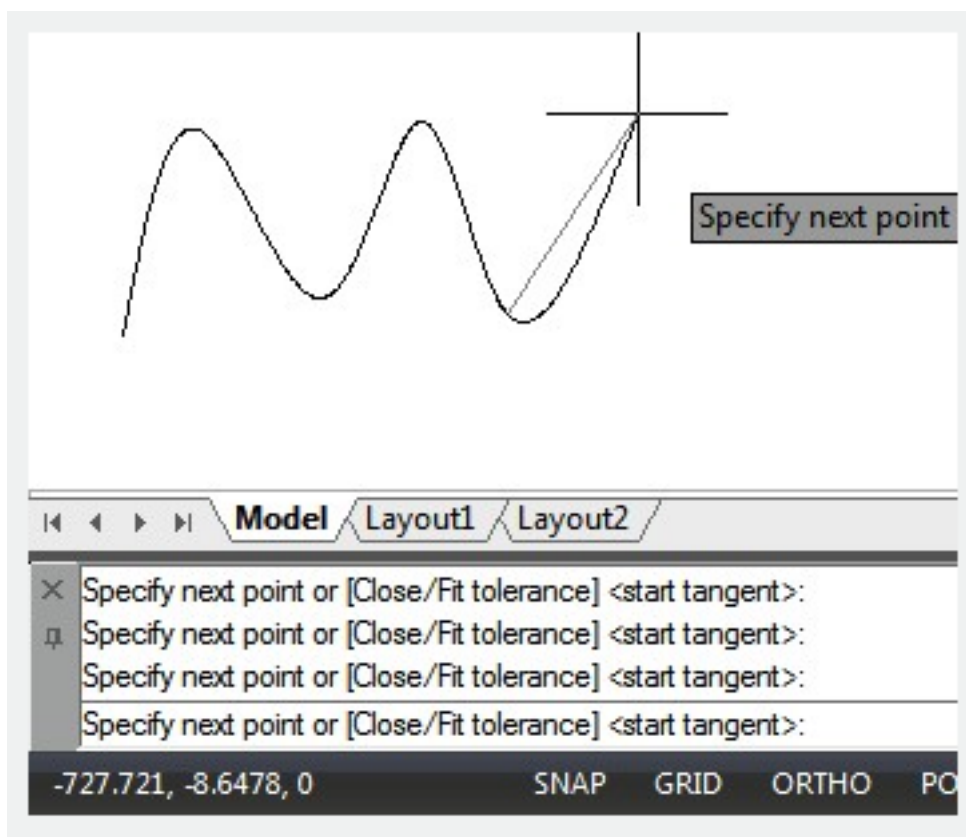 Specify next point
Model Layout1 Layout2
Specify next point or [Close/Fit tolerance] <start tangent>:
Specify next point or [Close/Fit tolerance] <start tangent>:
Specify next point or [Close/Fit tolerance] <start tangent>:
Specify next point or [Close/Fit tolerance] <start tangent>:
-727.721, -8.6478, 0 SNAP GRID ORTHO PO